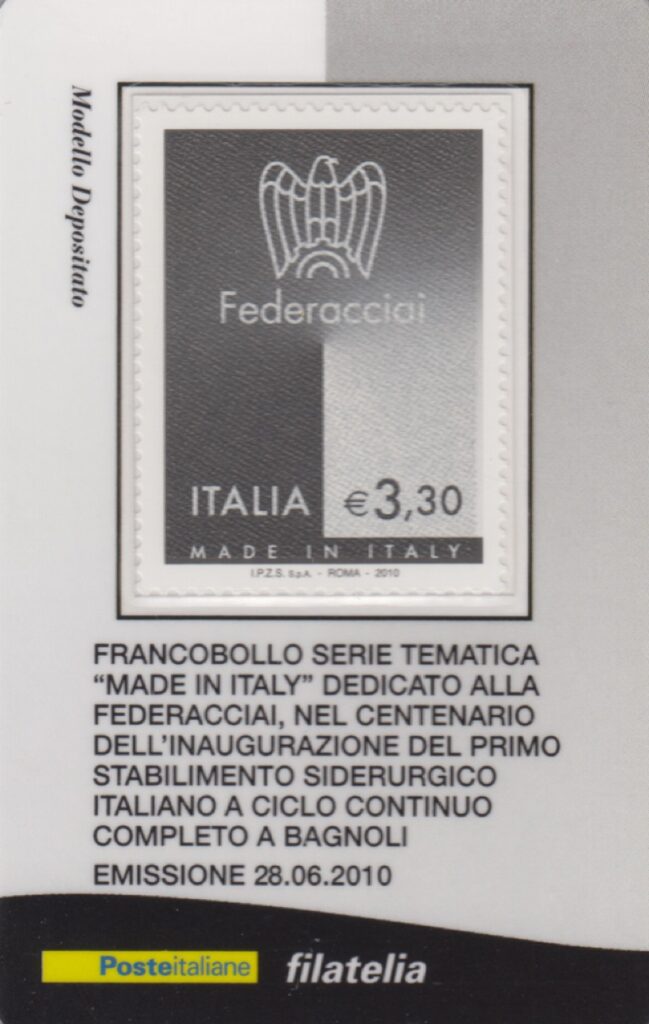 Modello Depositato
Federacciai
ITALIA €3,30
MADE IN ITALY
I.P.Z.S. S.p.A. - ROMA - 2010
FRANCOBOLLO SERIE TEMATICA
“MADE IN ITALY” DEDICATO ALLA
FEDERACCIAI, NEL CENTENARIO
DELL’INAUGURAZIONE DEL PRIMO
STABILIMENTO SIDERURGICO
ITALIANO A CICLO CONTINUO
COMPLETO A BAGNOLI
EMISSIONE 28.06.2010
Posteitaliane filatelia